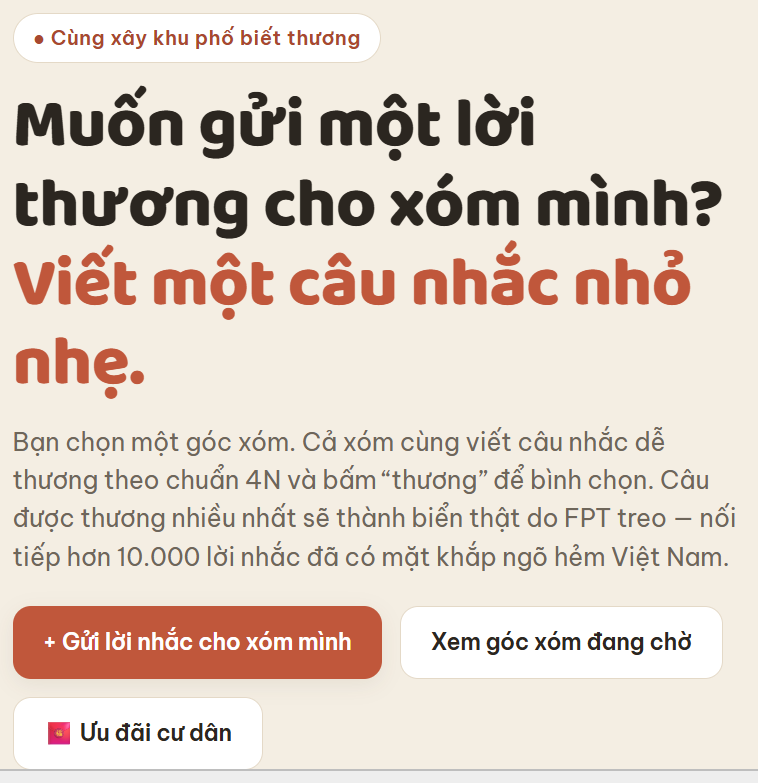 ● Cùng xây khu phố biết thương
Muốn gửi một lời
thương cho xóm mình?
Viết một câu nhắc nhỏ
nhẹ.
Bạn chọn một góc xóm. Cả xóm cùng viết câu nhắc dễ
thương theo chuẩn 4N và bấm “thương” để bình chọn. Câu
được thương nhiều nhất sẽ thành biển thật do FPT treo — nối
tiếp hơn 10.000 lời nhắc đã có mặt khắp ngõ hẻm Việt Nam.
+ Gửi lời nhắc cho xóm mình
Xem góc xóm đang chờ
Ưu đãi cư dân